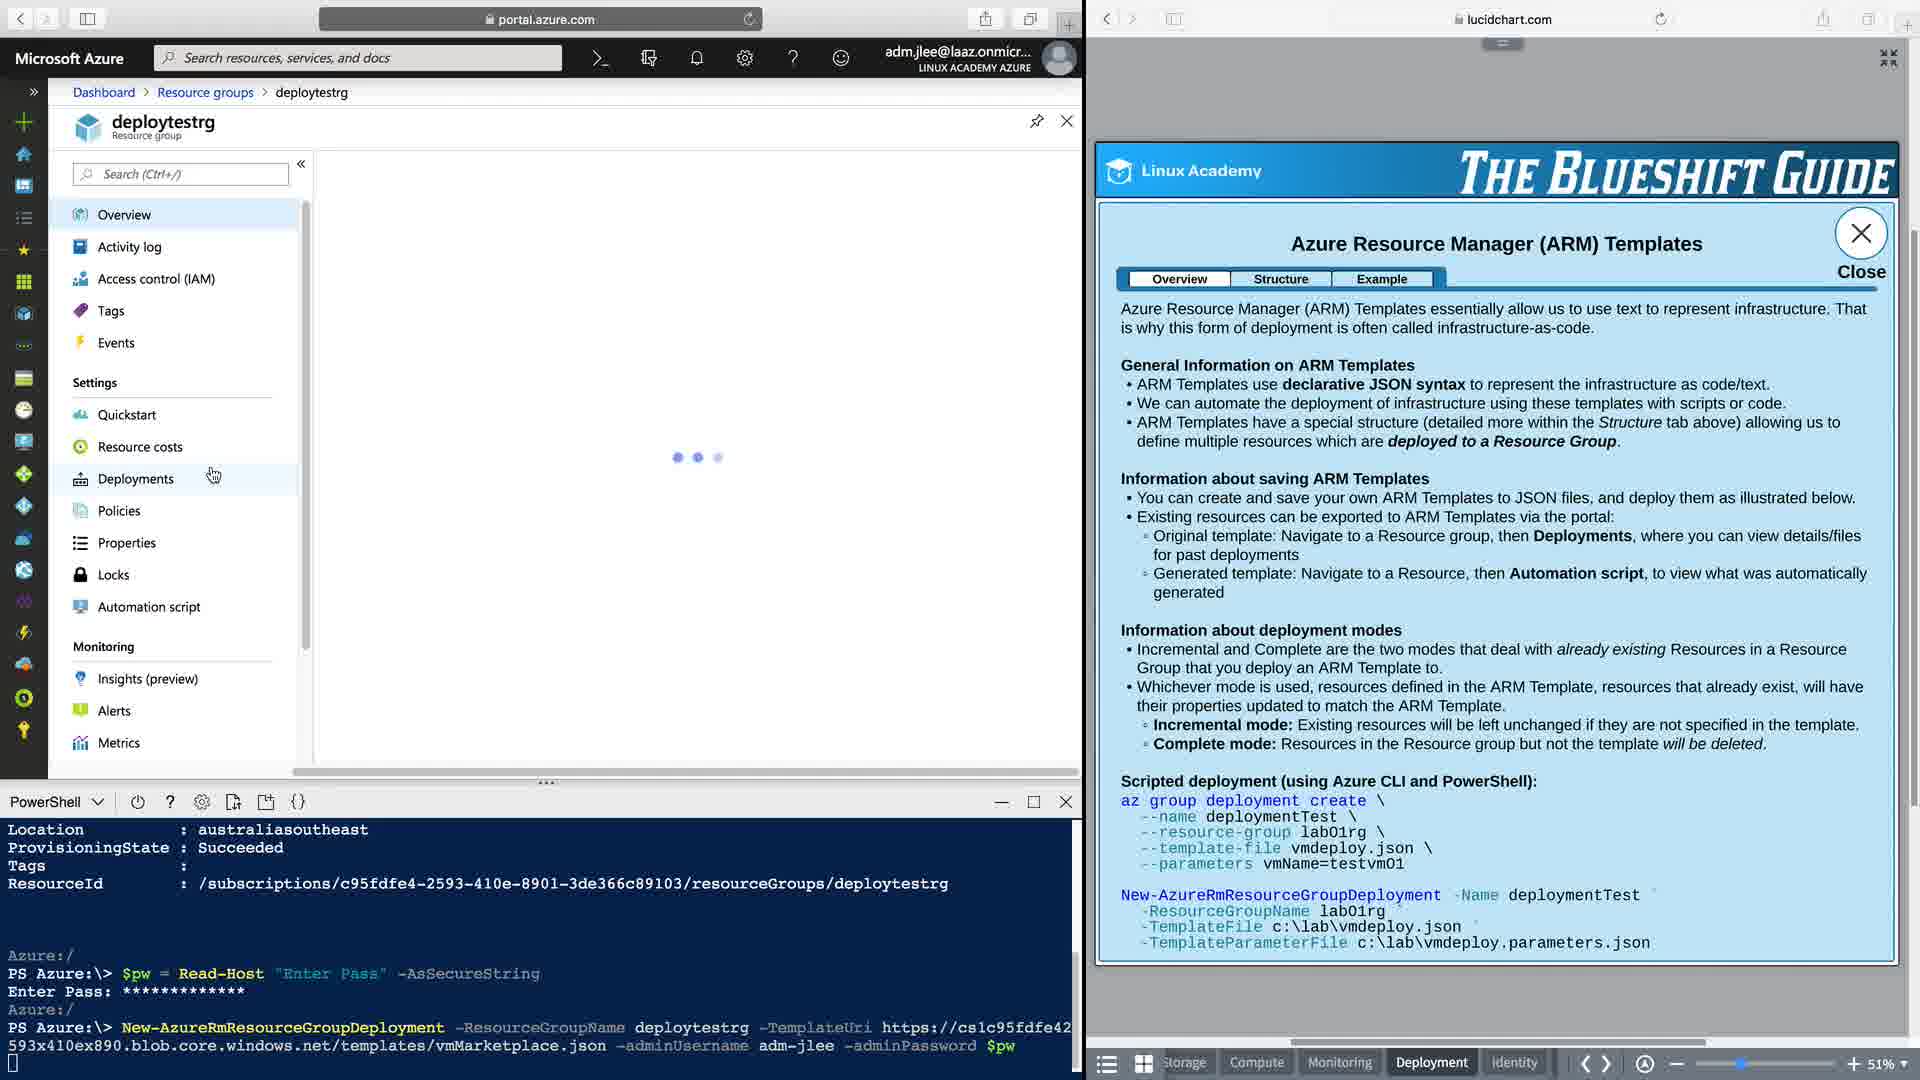 portal.azure.com
Microsoft Azure
Search resources, services, and docs
adm.jlee@laaz.onmicr...
LINUX ACADEMY AZURE
Dashboard > Resource groups > deploytestrg
deploytestrg
Resource group
Search (Ctrl+/)
Overview
Activity log
Access control (IAM)
Tags
Events
Settings
Quickstart
Resource costs
Deployments
Policies
Properties
Locks
Automation script
Monitoring
Insights (preview)
Alerts
Metrics
PowerShell
Location : australiasoutheast
ProvisioningState : Succeeded
Tags :
ResourceId : /subscriptions/c95fdfe4-2593-410e-8901-3de366c89103/resourceGroups/deploytestrg
Azure:/
PS Azure:\> $pw = Read-Host "Enter Pass" -AsSecureString
Enter Pass: *************
Azure:/
PS Azure:\> New-AzureRmResourceGroupDeployment -ResourceGroupName deploytestrg -TemplateUri https://cs1c95fdfe42
593x410ex890.blob.core.windows.net/templates/vmMarketplace.json -adminUsername adm-jlee -adminPassword $pw
lucidchart.com
Linux Academy
THE BLUESHIFT GUIDE
Azure Resource Manager (ARM) Templates
Close
Overview Structure Example
Azure Resource Manager (ARM) Templates essentially allow us to use text to represent infrastructure. That
is why this form of deployment is often called infrastructure-as-code.
General Information on ARM Templates
• ARM Templates use declarative JSON syntax to represent the infrastructure as code/text.
• We can automate the deployment of infrastructure using these templates with scripts or code.
• ARM Templates have a special structure (detailed more within the Structure tab above) allowing us to
define multiple resources which are deployed to a Resource Group.
Information about saving ARM Templates
• You can create and save your own ARM Templates to JSON files, and deploy them as illustrated below.
• Existing resources can be exported to ARM Templates via the portal:
◦ Original template: Navigate to a Resource group, then Deployments, where you can view details/files
for past deployments
◦ Generated template: Navigate to a Resource, then Automation script, to view what was automatically
generated
Information about deployment modes
• Incremental and Complete are the two modes that deal with already existing Resources in a Resource
Group that you deploy an ARM Template to.
• Whichever mode is used, resources defined in the ARM Template, resources that already exist, will have
their properties updated to match the ARM Template.
◦ Incremental mode: Existing resources will be left unchanged if they are not specified in the template.
◦ Complete mode: Resources in the Resource group but not the template will be deleted.
Scripted deployment (using Azure CLI and PowerShell):
az group deployment create \
--name deploymentTest \
--resource-group lab01rg \
--template-file vmdeploy.json \
--parameters vmName=testvm01
New-AzureRmResourceGroupDeployment -Name deploymentTest `
-ResourceGroupName lab01rg `
-TemplateFile c:\lab\vmdeploy.json `
-TemplateParameterFile c:\lab\vmdeploy.parameters.json
Storage Compute Monitoring Deployment Identity
51%